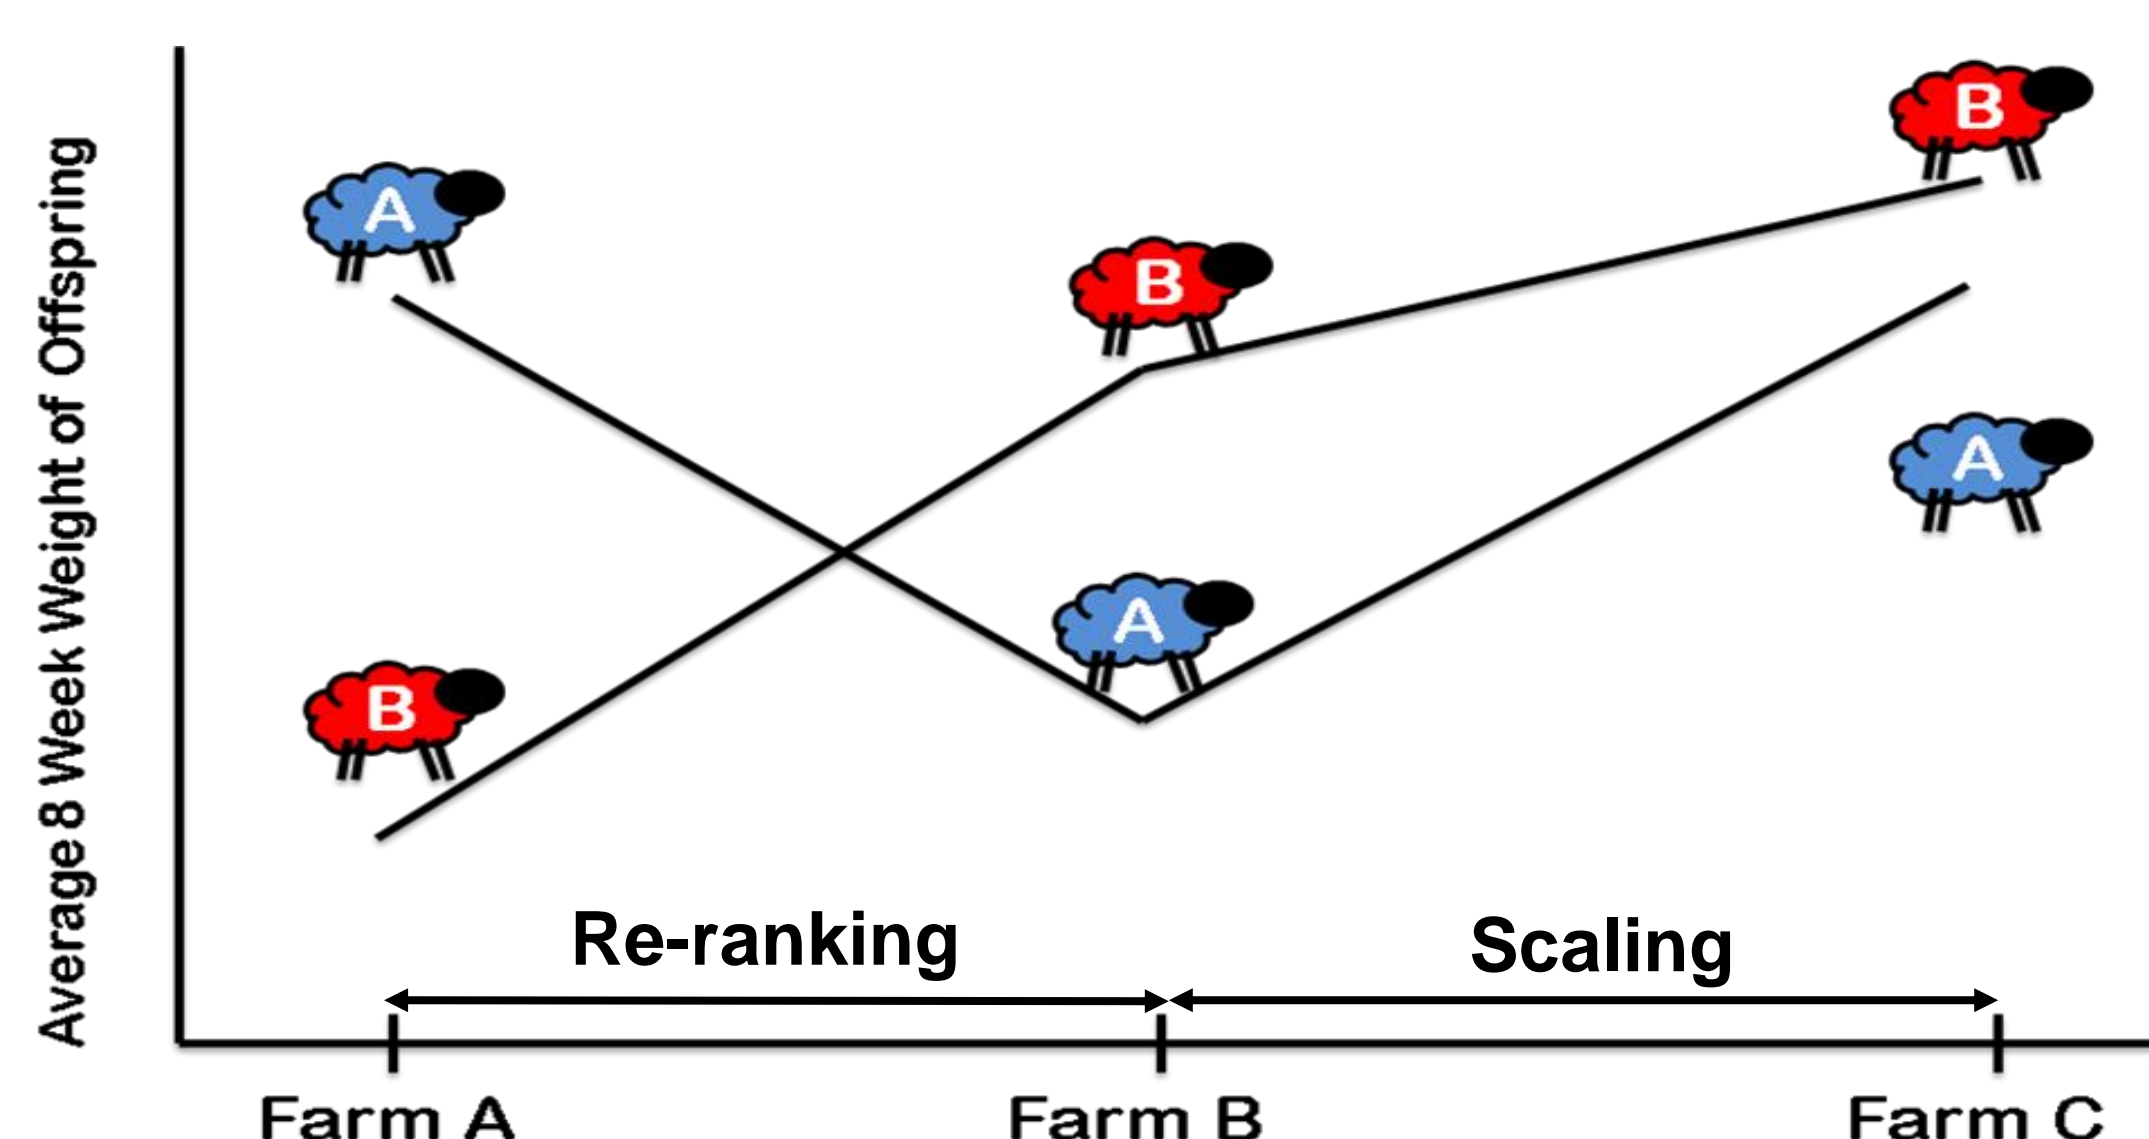 Average 8 Week Weight of Offspring
A
B
B
A
B
A
Re-ranking
Scaling
Farm A
Farm B
Farm C